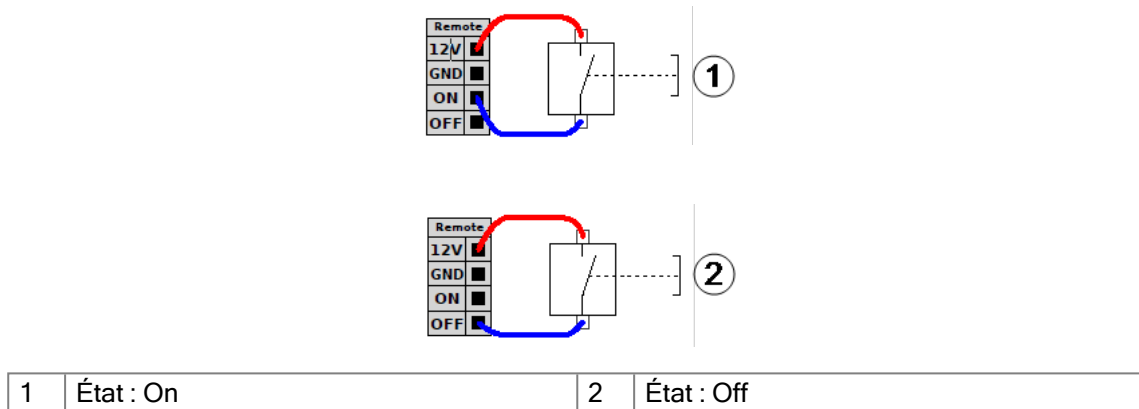 Remote
12V
GND
ON
OFF
1
Remote
12V
GND
ON
OFF
2
1 État : On 2 État : Off